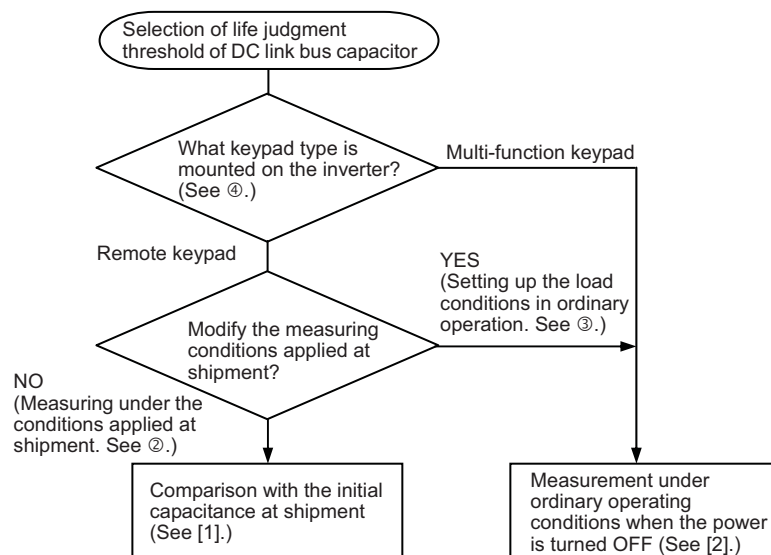 Selection of life judgment
threshold of DC link bus capacitor
What keypad type is
mounted on the inverter?
(See ④.)
Multi-function keypad
Remote keypad
YES
(Setting up the load
conditions in ordinary
operation. See ③.)
Modify the measuring
conditions applied at
shipment?
NO
(Measuring under the
conditions applied at
shipment. See ②.)
Comparison with the initial
capacitance at shipment
(See [1].)
Measurement under
ordinary operating
conditions when the power
is turned OFF (See [2].)